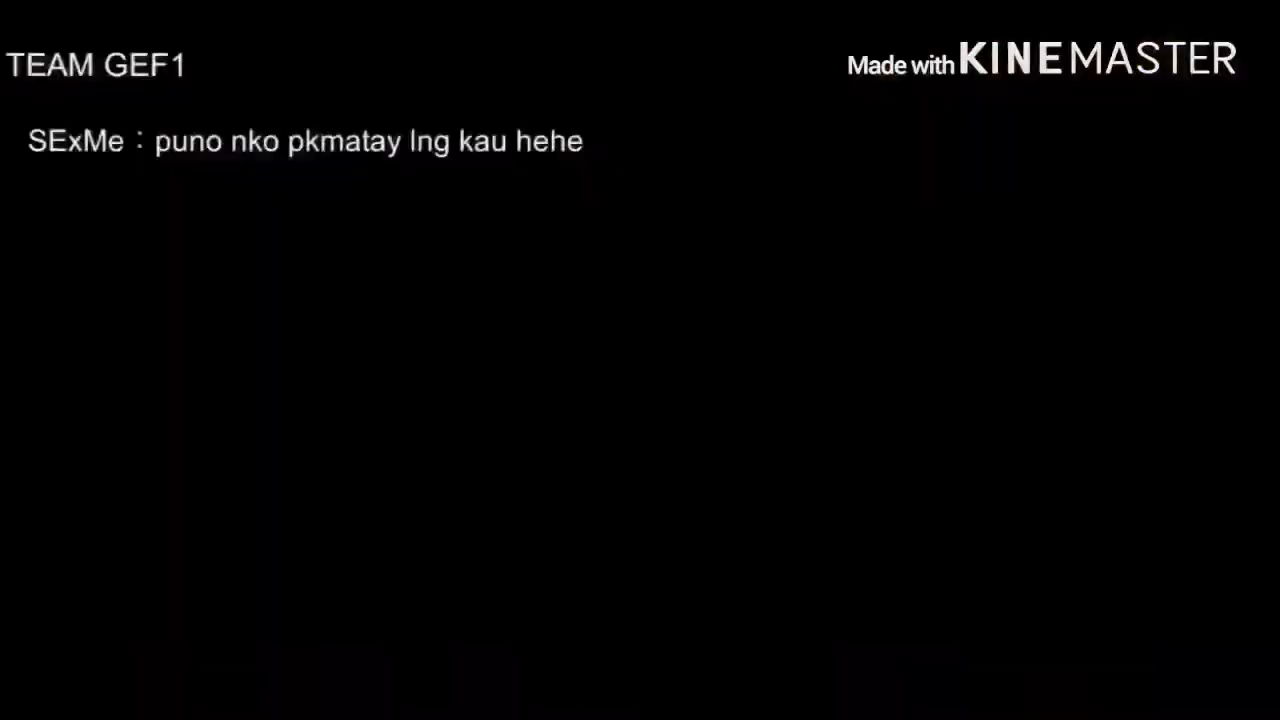 TEAM GEF1
Made with KINEMASTER
SExMe : puno nko pkmatay lng kau hehe